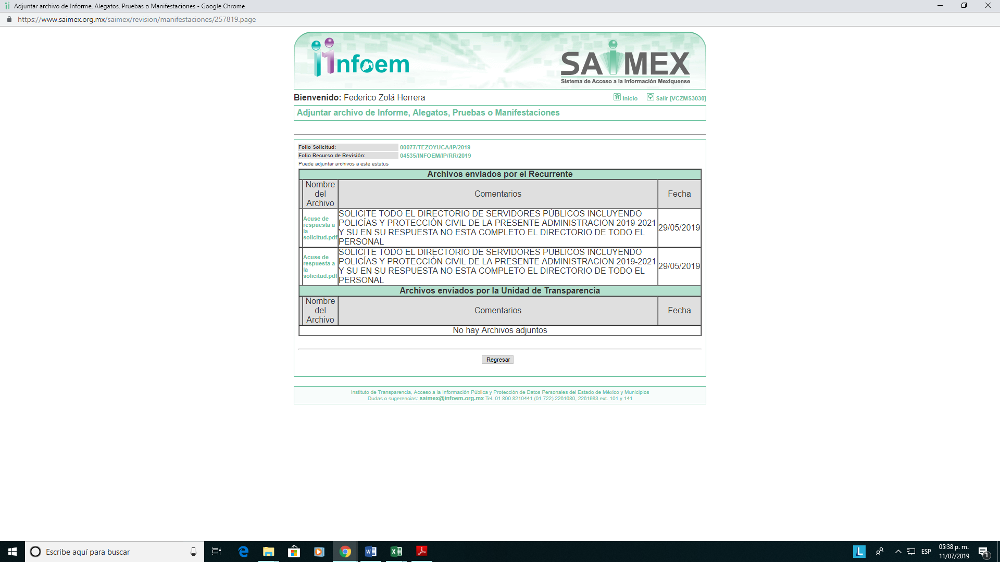 Adjuntar archivo de Informe, Alegatos, Pruebas o Manifestaciones - Google Chrome
https://www.saimex.org.mx/saimex/revision/manifestaciones/257819.page
infoem
SAIMEX
Sistema de Acceso a la Información Mexiquense
Bienvenido: Federico Zolá Herrera
Inicio
Salir [VCZMS3030]
Adjuntar archivo de Informe, Alegatos, Pruebas o Manifestaciones
Folio Solicitud: 00077/TEZOYUCA/IP/2019
Folio Recurso de Revisión: 04535/INFOEM/IP/RR/2019
Puede adjuntar archivos a este estatus
Archivos enviados por el Recurrente
Nombre
del
Archivo
Comentarios
Fecha
Acuse de
respuesta a
la
solicitud.pdf
SOLICITE TODO EL DIRECTORIO DE SERVIDORES PÚBLICOS INCLUYENDO
POLICÍAS Y PROTECCIÓN CIVIL DE LA PRESENTE ADMINISTRACION 2019-2021
Y SU EN SU RESPUESTA NO ESTA COMPLETO EL DIRECTORIO DE TODO EL
PERSONAL
29/05/2019
Acuse de
respuesta a
la
solicitud.pdf
SOLICITE TODO EL DIRECTORIO DE SERVIDORES PÚBLICOS INCLUYENDO
POLICÍAS Y PROTECCIÓN CIVIL DE LA PRESENTE ADMINISTRACION 2019-2021
Y SU EN SU RESPUESTA NO ESTA COMPLETO EL DIRECTORIO DE TODO EL
PERSONAL
29/05/2019
Archivos enviados por la Unidad de Transparencia
Nombre
del
Archivo
Comentarios
Fecha
No hay Archivos adjuntos
Regresar
Instituto de Transparencia, Acceso a la Información Pública y Protección de Datos Personales del Estado de México y Municipios
Dudas o sugerencias: saimex@infoem.org.mx Tel. 01 800 8210441 (01 722) 2261680, 2261983 ext. 101 y 141
Escribe aquí para buscar
L
ESP
05:38 p. m.
11/07/2019
1